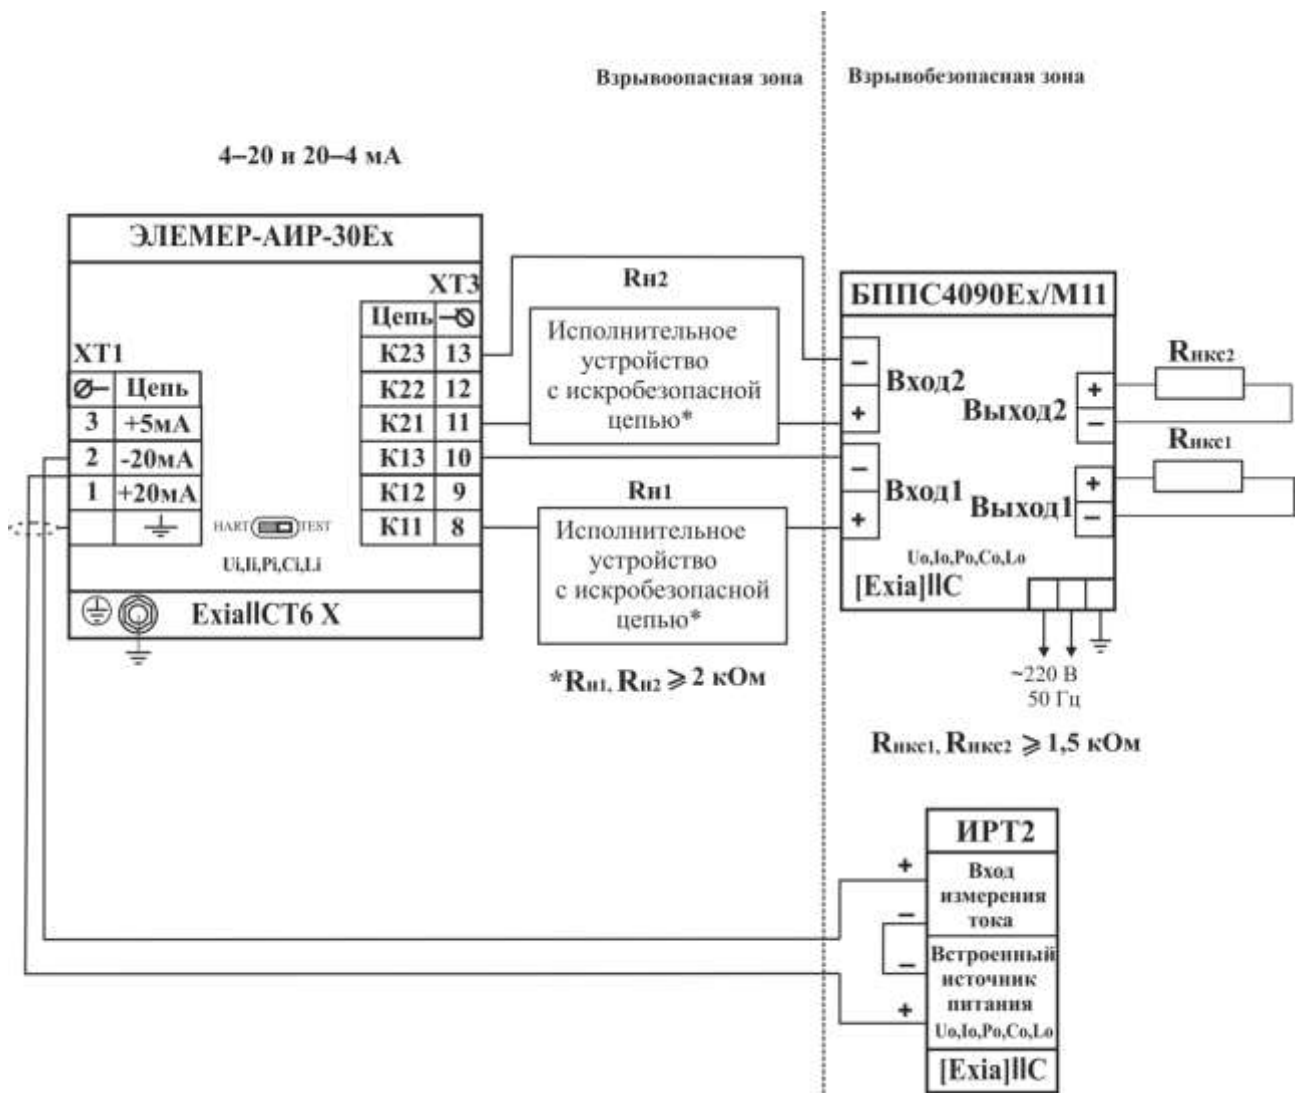 Взрывоопасная зона
Взрывобезопасная зона
4–20 и 20–4 мА
ЭЛЕМЕР-АИР-30Ех
ХТ3
Цепь
К23 13
К22 12
К21 11
К13 10
К12 9
К11 8
ХТ1
Цепь
3 +5мА
2 -20мА
1 +20мА
HART TEST
Ui,Ii,Pi,Ci,Li
ExiaIICT6 X
Rн2
Исполнительное
устройство
с искробезопасной
цепью*
Rн1
Исполнительное
устройство
с искробезопасной
цепью*
*Rн1, Rн2 ⩾ 2 кОм
БППС4090Ех/М11
−
+
Вход2
−
+
Вход1
+
−
Выход2
+
−
Выход1
Uo,Io,Po,Co,Lo
[Exia]IIC
~220 В
50 Гц
Rнкс2
Rнкс1
Rнкс1, Rнкс2 ⩾ 1,5 кОм
ИРТ2
+
Вход
измерения
тока
−
−
Встроенный
источник
питания
+
Uo,Io,Po,Co,Lo
[Exia]IIC